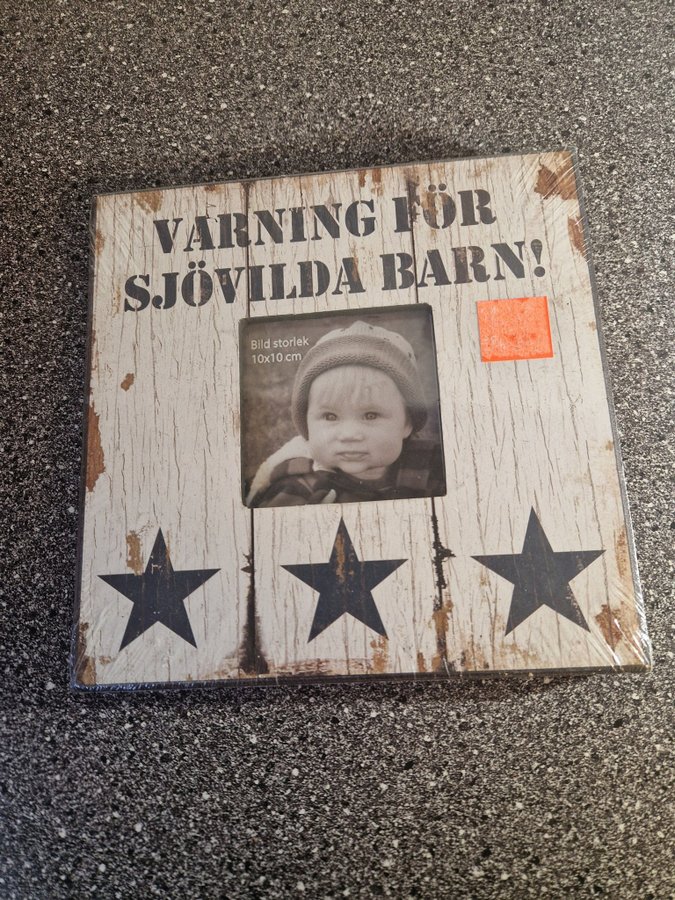 VARNING FÖR
SJÖVILDA BARN!
Bild storlek
10x10 cm